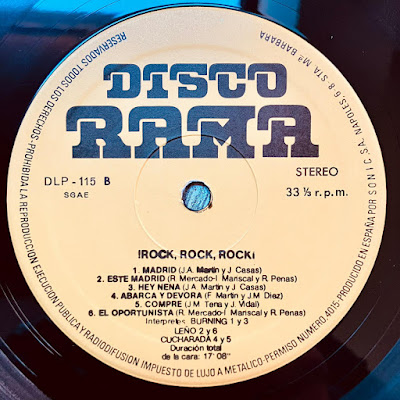 DISCO
RAMA
DLP - 115 B
SGAE
STEREO
33 ⅓ r.p.m.
!ROCK, ROCK, ROCK¡
1. MADRID (J.A. Martín y J. Casas)
2. ESTE MADRID (R. Mercado-I Mariscal y R. Penas)
3. HEY NENA (J.A. Martin y J. Casas)
4. ABARCA Y DEVORA (F. Martin y J.M. Diez)
5. COMPRE (J.M. Tena y J. Vidal)
6. EL OPORTUNISTA (R. Mercado-I Mariscal y R. Penas)
Interpretes: BURNING 1 y 3
LEÑO 2 y 6
CUCHARADA 4 y 5
Duración total
de la cara: 17' 08"
RESERVADOS TODOS LOS DERECHOS-PROHIBIDA LA REPRODUCCION EJECUCION PUBLICA Y RADIODIFUSION IMPUESTO DE LUJO A METALICO-PERMISO NUMERO 4015 PRODUCIDO EN ESPAÑA POR S O N I C S.A. NAPOLES 6-8 STª Mª BARBARA